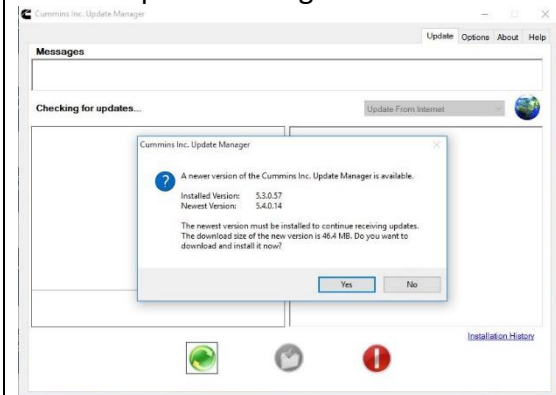 Cummins Inc. Update Manager
Update Options About Help
Messages
Checking for updates...
Update From Internet
Cummins Inc. Update Manager
A newer version of the Cummins Inc. Update Manager is available.
Installed Version: 5.3.0.57
Newest Version: 5.4.0.14
The newest version must be installed to continue receiving updates.
The download size of the new version is 46.4 MB. Do you want to
download and install it now?
Yes No
Installation History